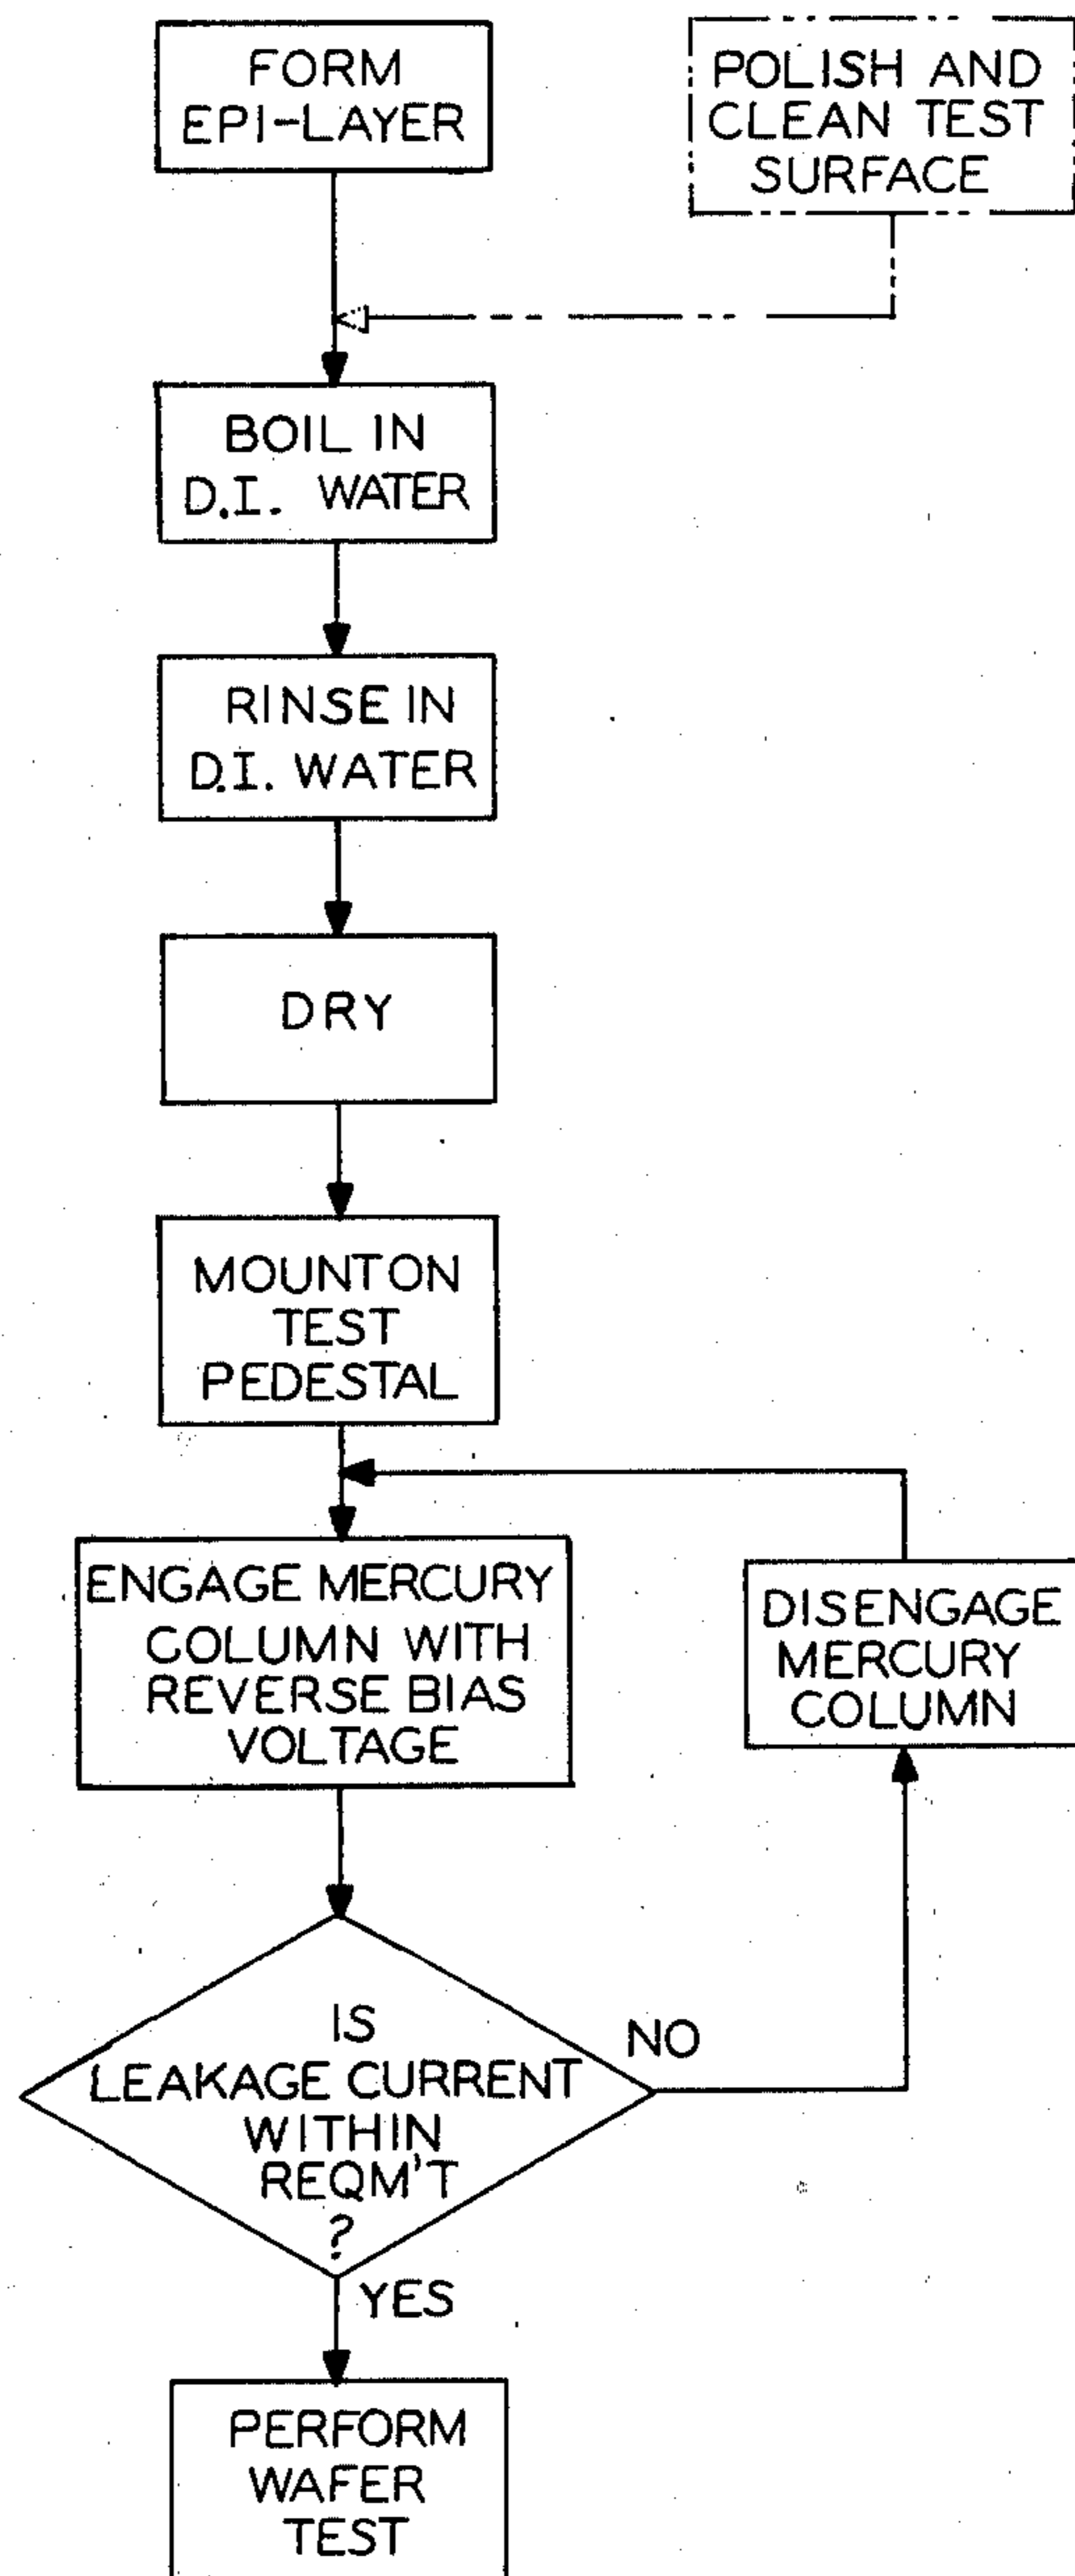 FORM
EPI-LAYER
POLISH AND
CLEAN TEST
SURFACE
BOIL IN
D.I. WATER
RINSE IN
D.I. WATER
DRY
MOUNTON
TEST
PEDESTAL
ENGAGE MERCURY
COLUMN WITH
REVERSE BIAS
VOLTAGE
DISENGAGE
MERCURY
COLUMN
IS
LEAKAGE CURRENT
WITHIN
REQM'T
?
NO
YES
PERFORM
WAFER
TEST